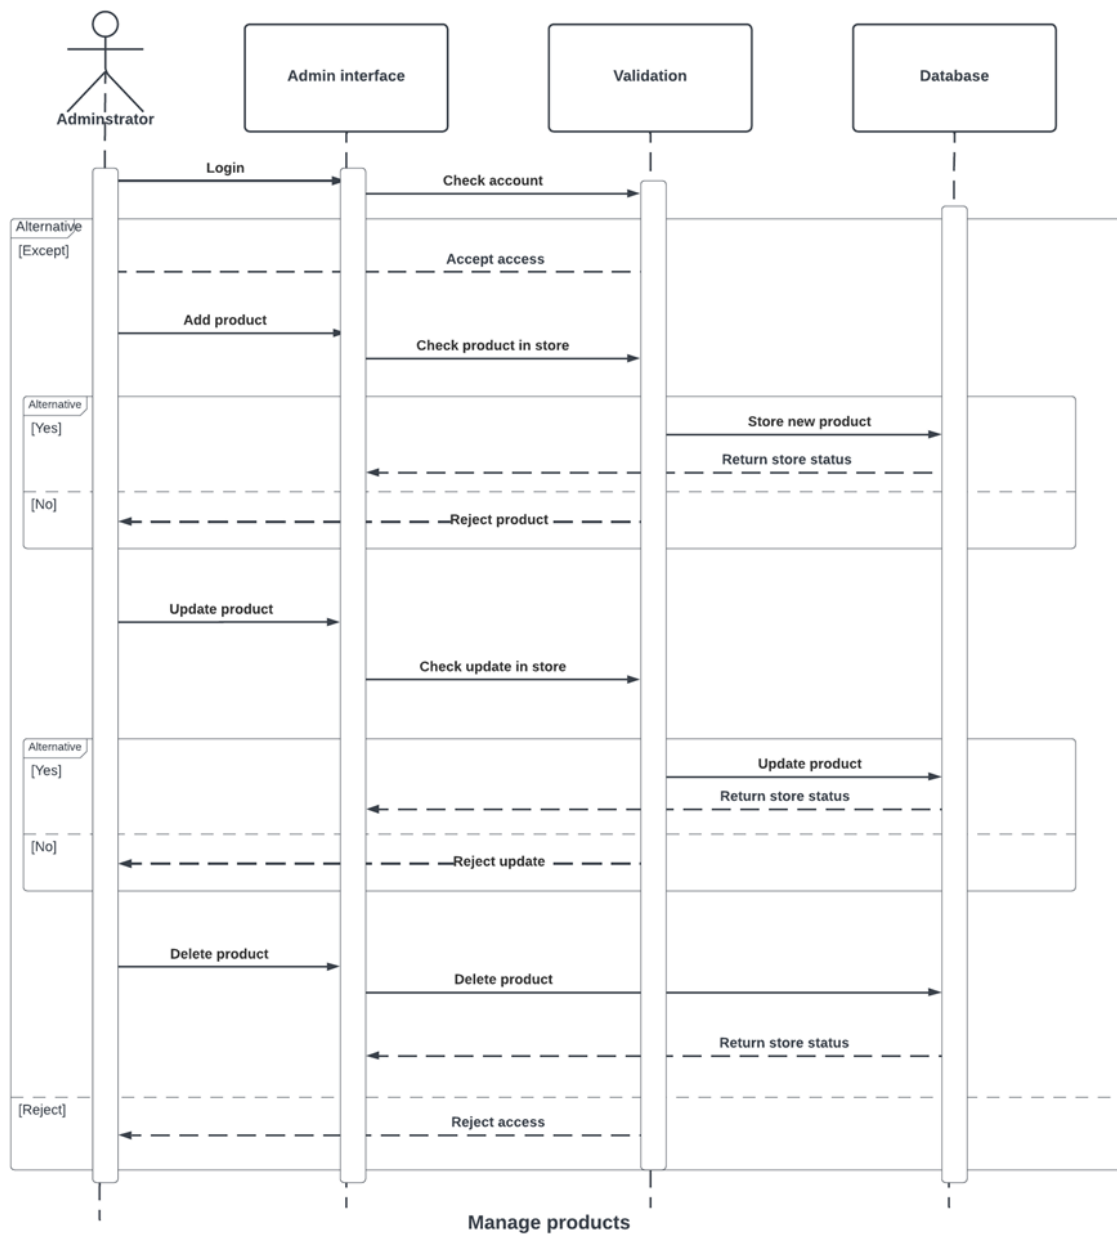 Admin interface
Validation
Database
Adminstrator
Login
Check account
Alternative
[Except]
Accept access
Add product
Check product in store
Alternative
[Yes]
Store new product
Return store status
[No]
Reject product
Update product
Check update in store
Alternative
[Yes]
Update product
Return store status
[No]
Reject update
Delete product
Delete product
Return store status
[Reject]
Reject access
Manage products